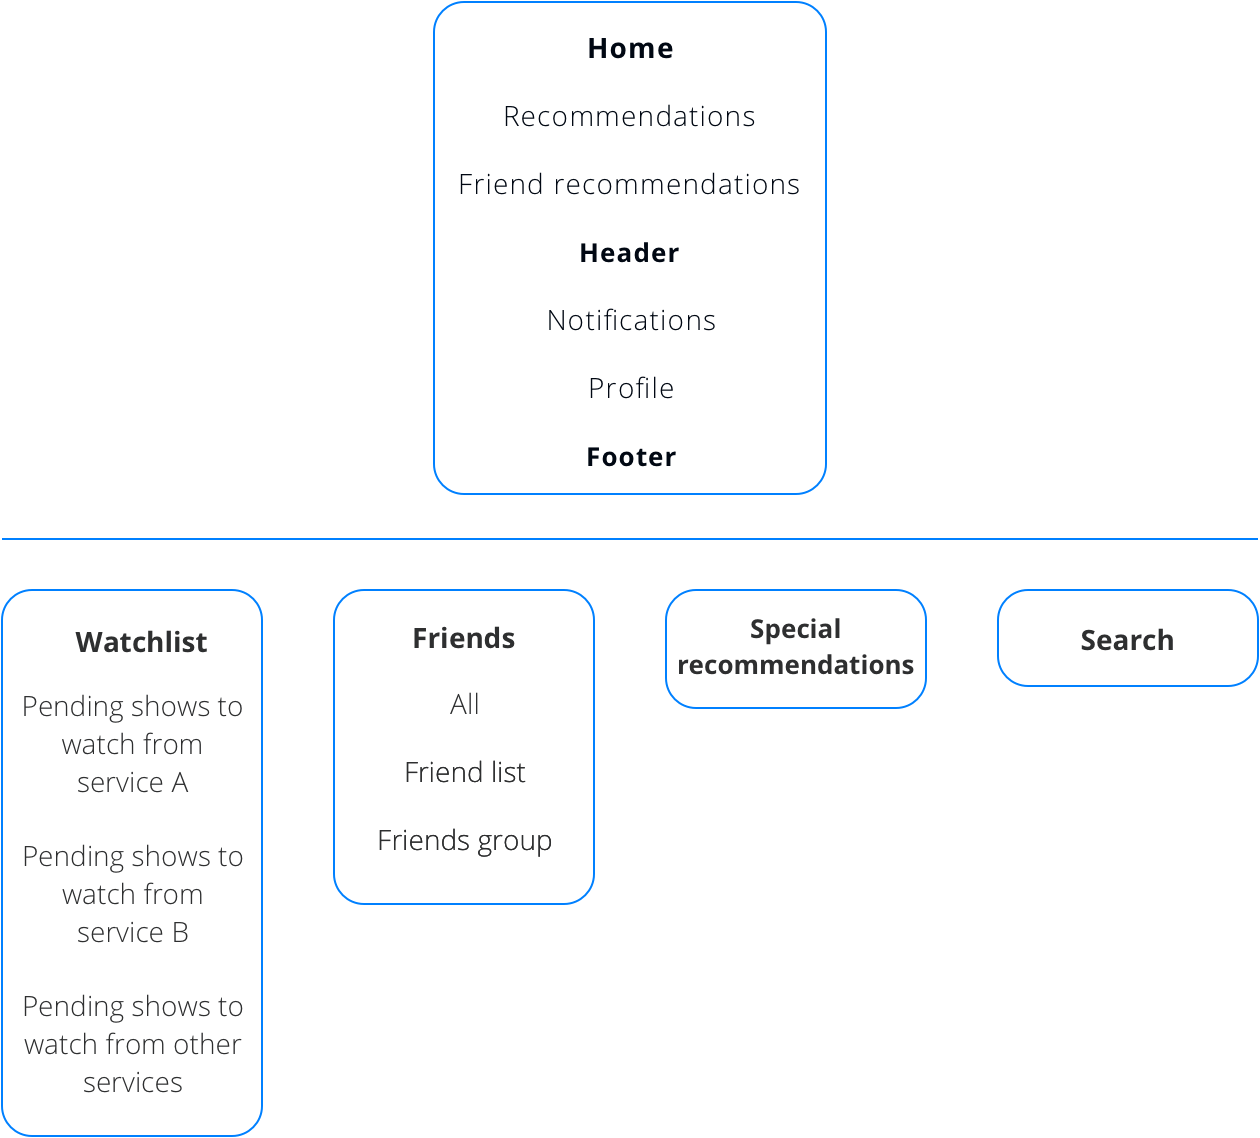 Home
Recommendations
Friend recommendations
Header
Notifications
Profile
Footer
Watchlist
Pending shows to
watch from
service A
Pending shows to
watch from
service B
Pending shows to
watch from other
services
Friends
All
Friend list
Friends group
Special
recommendations
Search